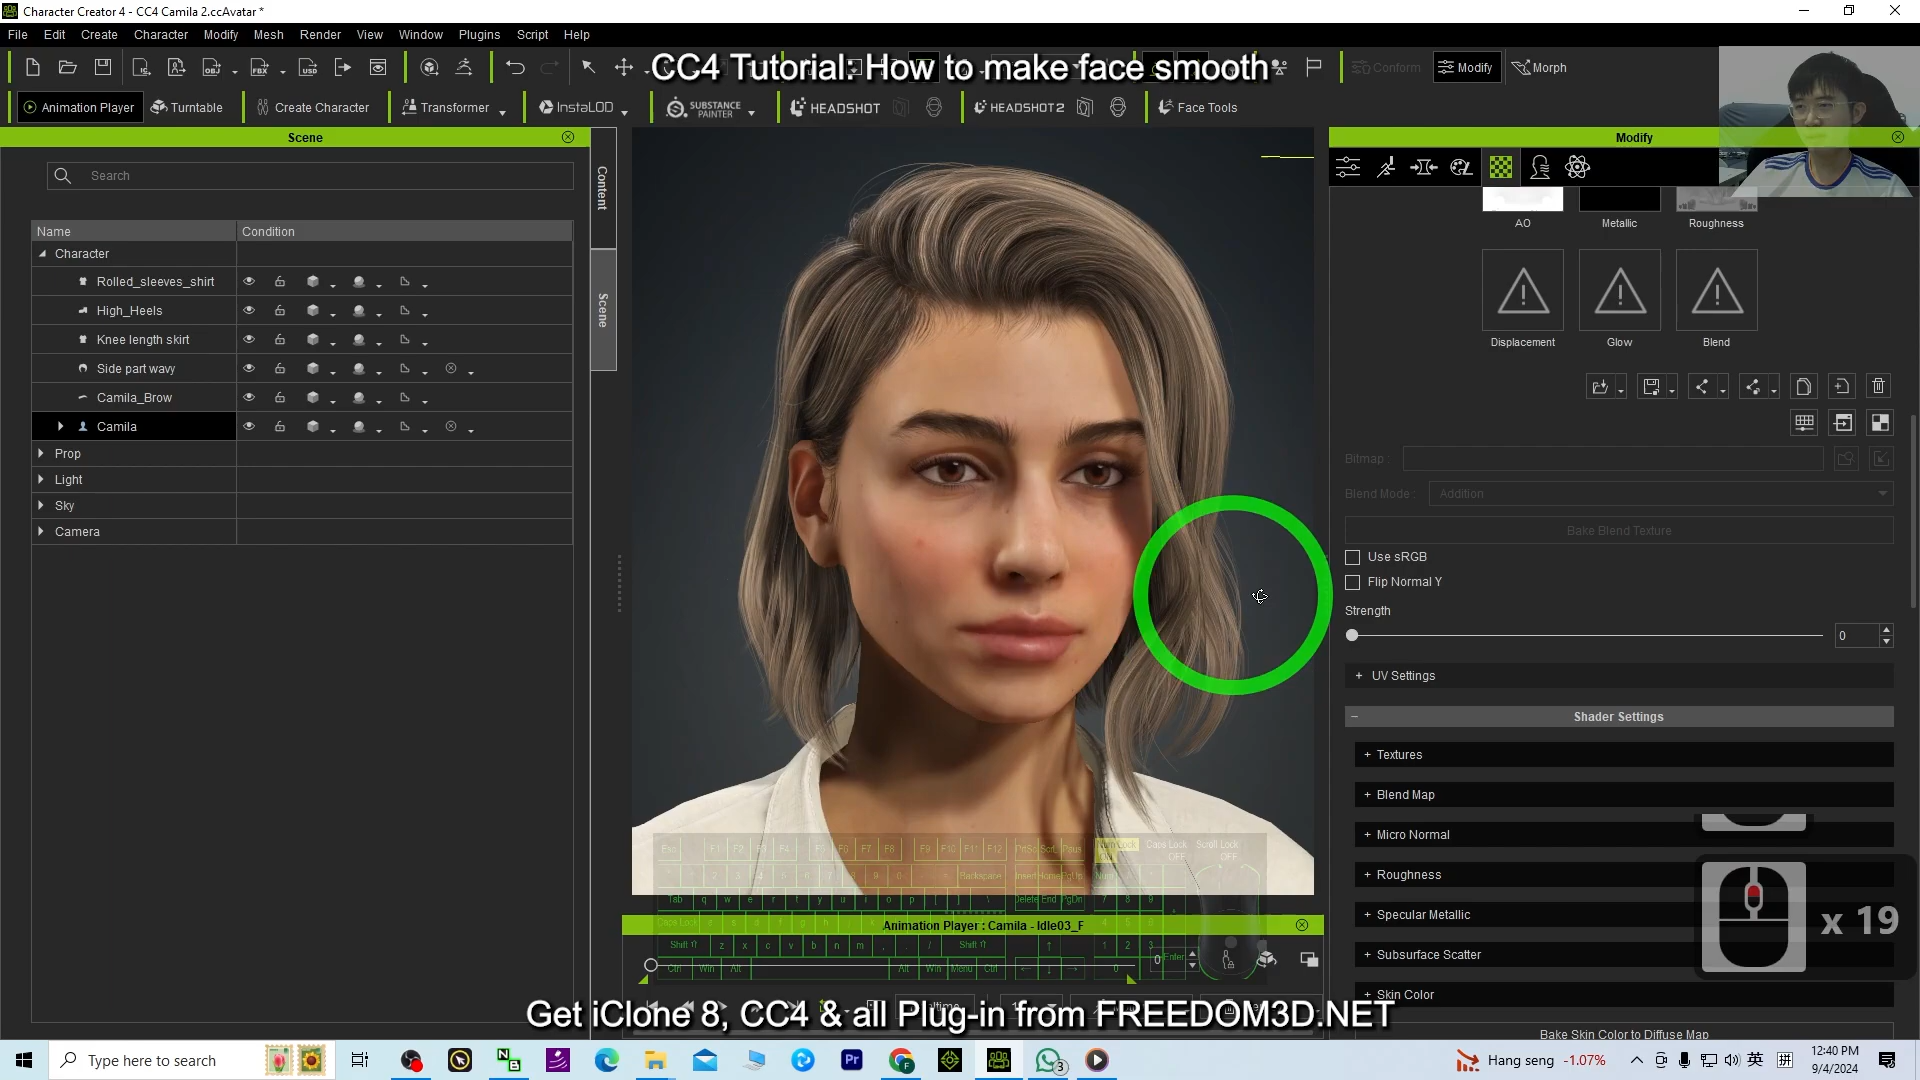 Character Creator 4 - CC4 Camila 2.ccAvatar *
File Edit Create Character Modify Mesh Render View Window Plugins Script Help
CC4 Tutorial: How to make face smooth
Conform Modify Morph
Animation Player Turntable Create Character Transformer InstaLOD SUBSTANCE PAINTER HEADSHOT HEADSHOT2 Face Tools
Scene
Search
Name Condition
Character
Rolled_sleeves_shirt
High_Heels
Knee length skirt
Side part wavy
Camila_Brow
Camila
Prop
Light
Sky
Camera
Content
Scene
Modify
AO Metallic Roughness
Displacement Glow Blend
Bitmap :
Blend Mode : Addition
Bake Blend Texture
Use sRGB
Flip Normal Y
Strength
0
+ UV Settings
Shader Settings
+ Textures
+ Blend Map
+ Micro Normal
+ Roughness
+ Specular Metallic
+ Subsurface Scatter
+ Skin Color
Bake Skin Color to Diffuse Map
x 19
Animation Player : Camila - Idle03_F
0
Get iClone 8, CC4 & all Plug-in from FREEDOM3D.NET
Type here to search
Hang seng -1.07%
英
拼
12:40 PM
9/4/2024